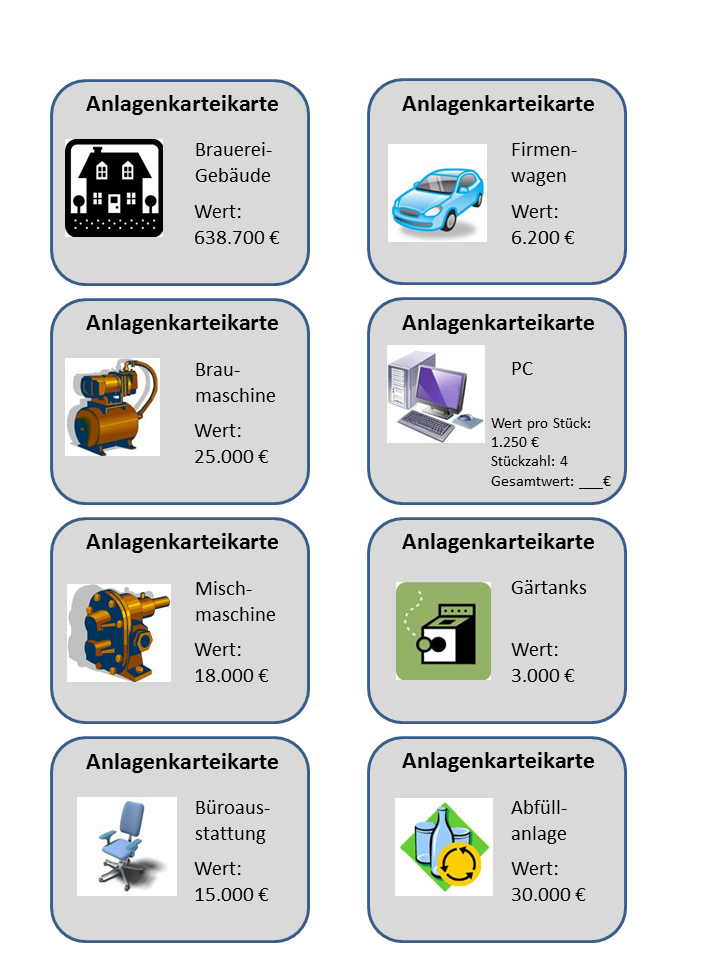 Anlagenkarteikarte
Brauerei-
Gebäude
Wert:
638.700 €
Anlagenkarteikarte
Firmen-
wagen
Wert:
6.200 €
Anlagenkarteikarte
Brau-
maschine
Wert:
25.000 €
Anlagenkarteikarte
PC
Wert pro Stück:
1.250 €
Stückzahl: 4
Gesamtwert: ___€
Anlagenkarteikarte
Misch-
maschine
Wert:
18.000 €
Anlagenkarteikarte
Gärtanks
Wert:
3.000 €
Anlagenkarteikarte
Büroaus-
stattung
Wert:
15.000 €
Anlagenkarteikarte
Abfüll-
anlage
Wert:
30.000 €